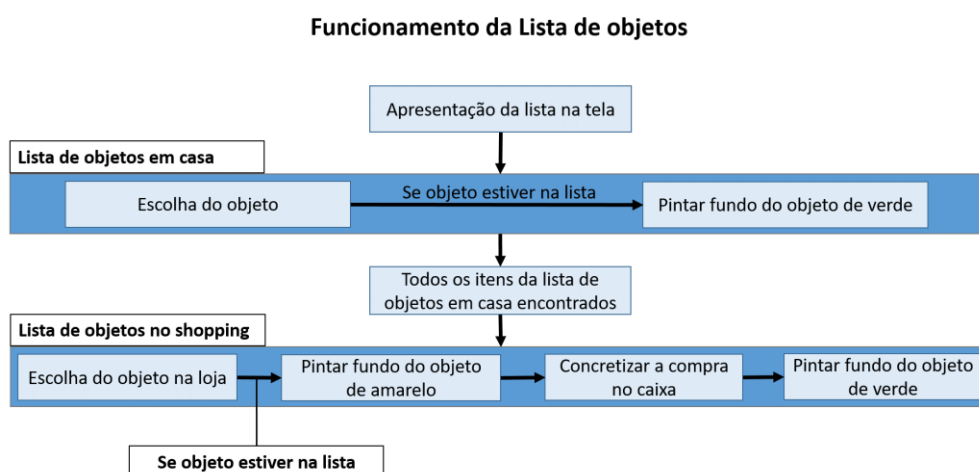 Funcionamento da Lista de objetos
Apresentação da lista na tela
Lista de objetos em casa
Escolha do objeto
Se objeto estiver na lista
Pintar fundo do objeto de verde
Todos os itens da lista de
objetos em casa encontrados
Lista de objetos no shopping
Escolha do objeto na loja
Pintar fundo do objeto
de amarelo
Concretizar a compra
no caixa
Pintar fundo do objeto
de verde
Se objeto estiver na lista